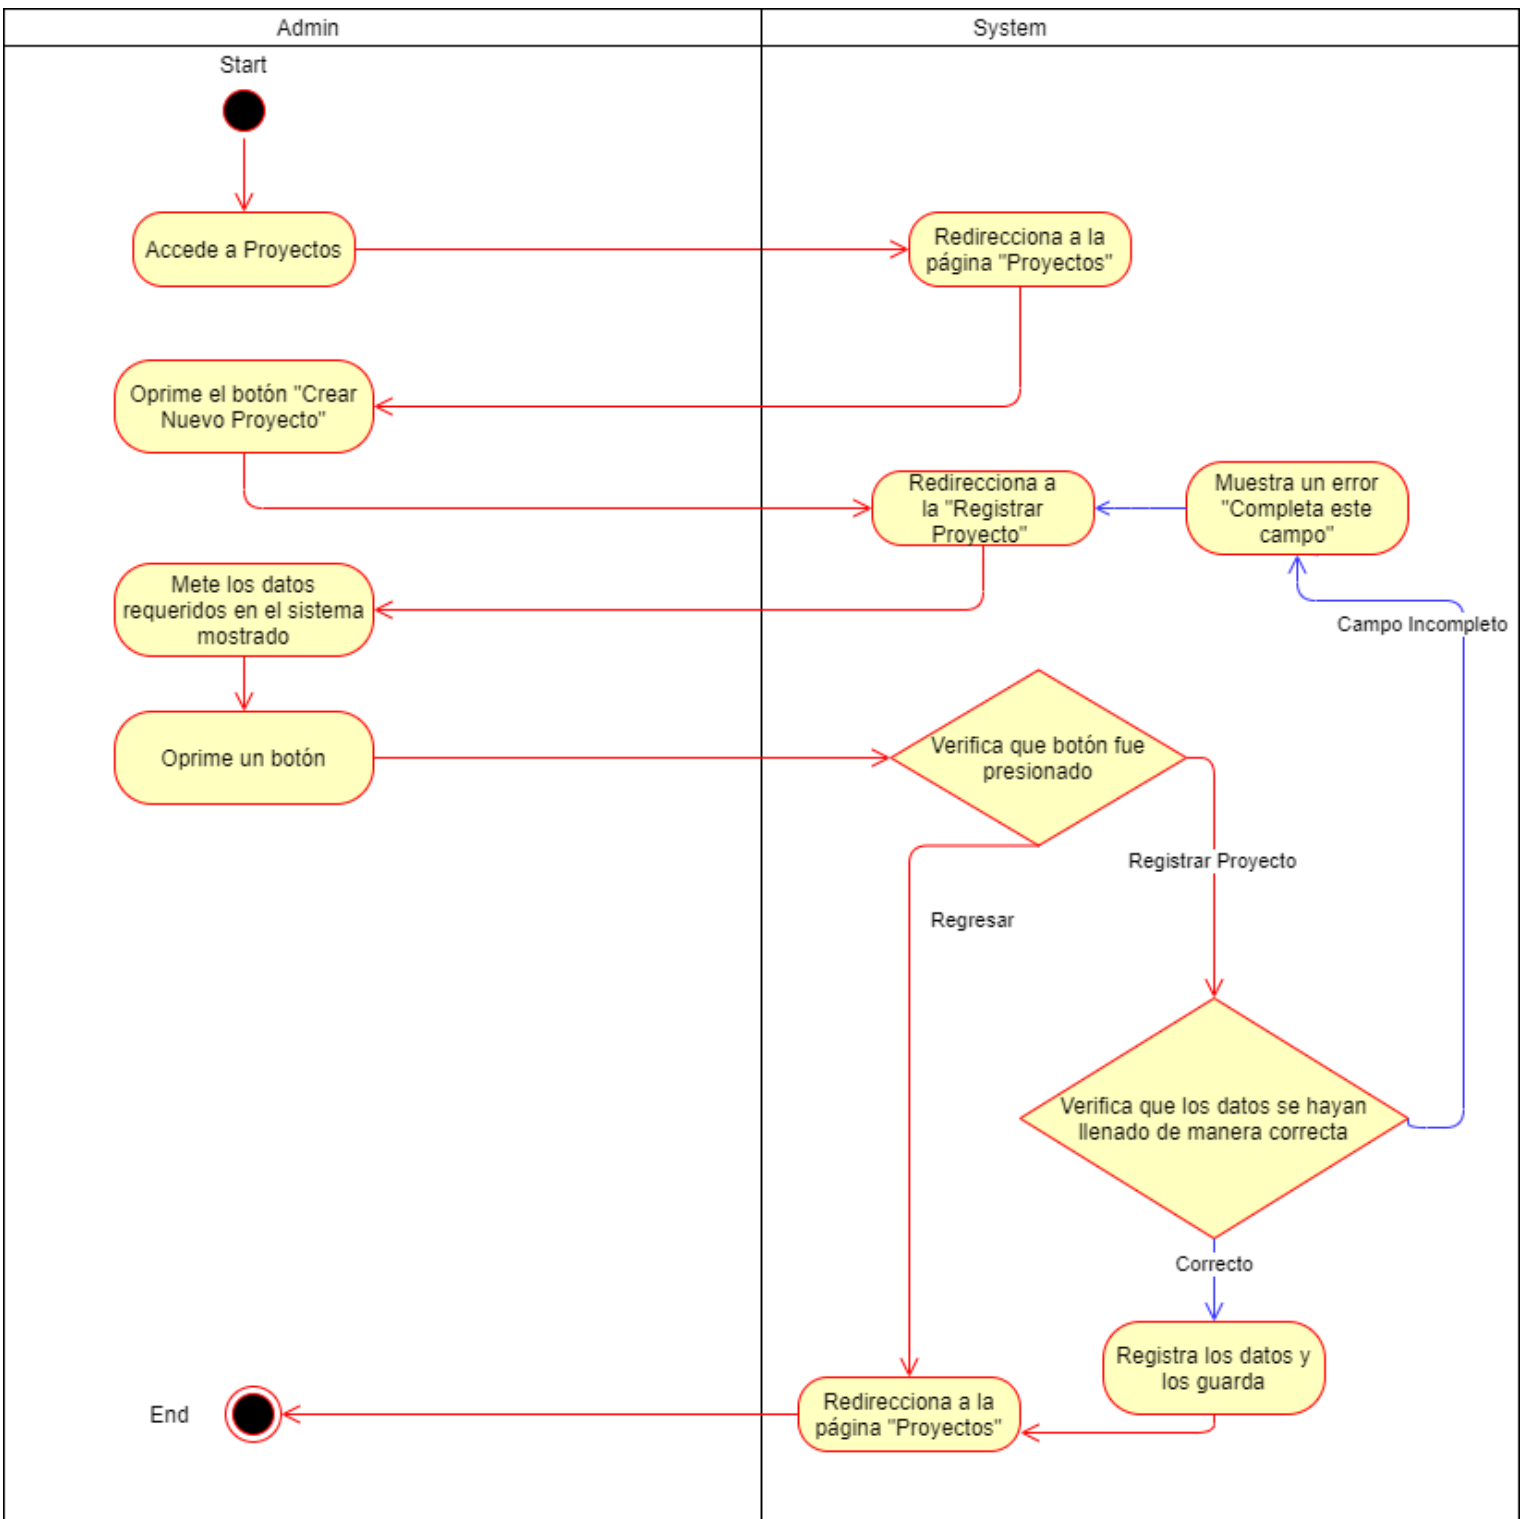 Admin
System
Start
Accede a Proyectos
Redirecciona a la
página "Proyectos"
Oprime el botón "Crear
Nuevo Proyecto"
Redirecciona a
la "Registrar
Proyecto"
Muestra un error
"Completa este
campo"
Mete los datos
requeridos en el sistema
mostrado
Campo Incompleto
Oprime un botón
Verifica que botón fue
presionado
Registrar Proyecto
Regresar
Verifica que los datos se hayan
llenado de manera correcta
Correcto
Registra los datos y
los guarda
End
Redirecciona a la
página "Proyectos"